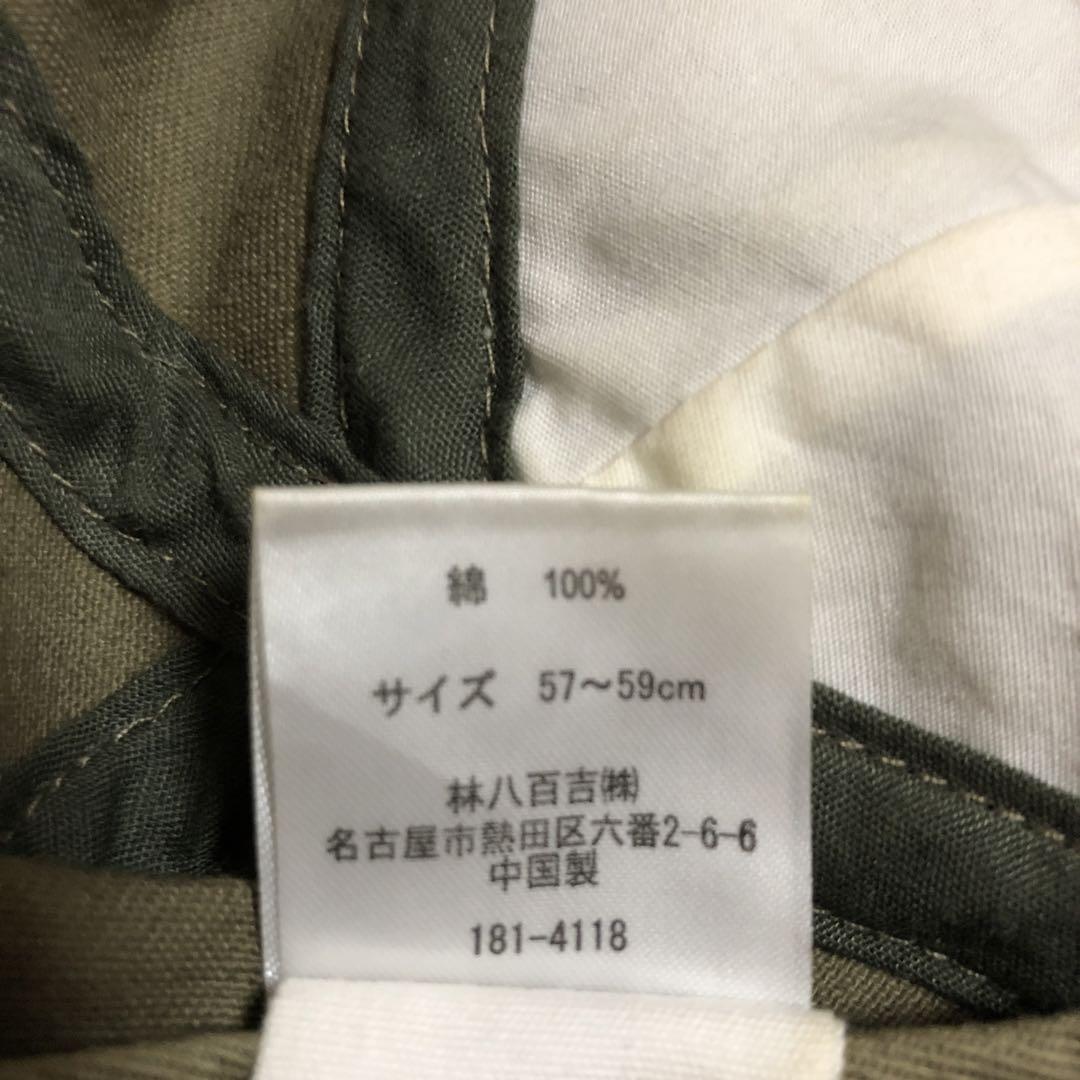 綿 100%
サイズ 57～59cm
林八百吉㈱
名古屋市熱田区六番2-6-6
中国製
181-4118